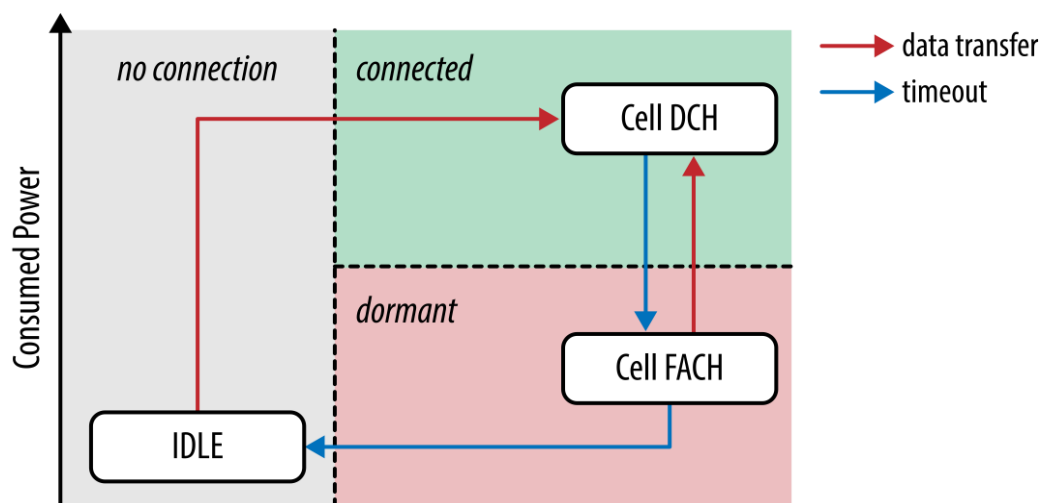 no connection
connected
data transfer
timeout
Cell DCH
Consumed Power
dormant
Cell FACH
IDLE